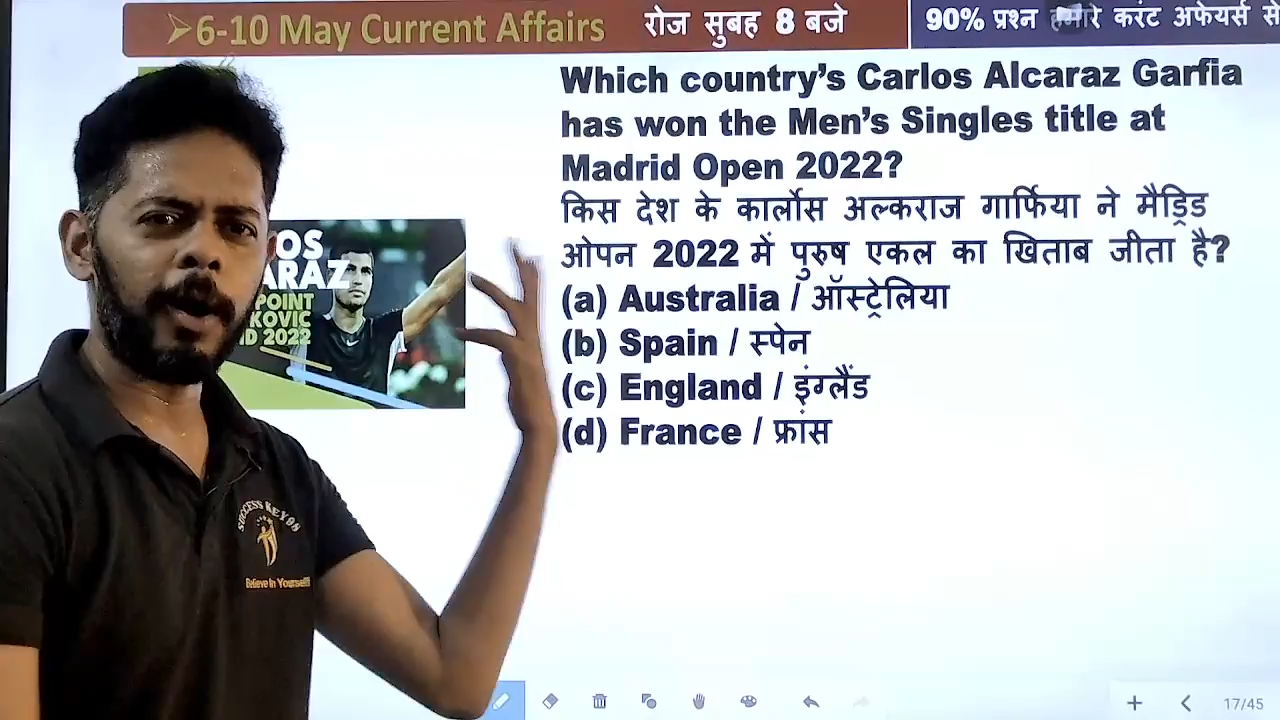 ➢6-10 May Current Affairs रोज सुबह 8 बजे
90% प्रश्न हमारे करंट अफेयर्स से
Which country's Carlos Alcaraz Garfia
has won the Men's Singles title at
Madrid Open 2022?
किस देश के कार्लोस अल्कराज गार्फिया ने मैड्रिड
ओपन 2022 में पुरुष एकल का खिताब जीता है?
(a) Australia / ऑस्ट्रेलिया
(b) Spain / स्पेन
(c) England / इंग्लैंड
(d) France / फ्रांस
OS
ARAZ
POINT
KOVIC
ID 2022
SUCCESS KEY98
Believe In Yourself!
17/45